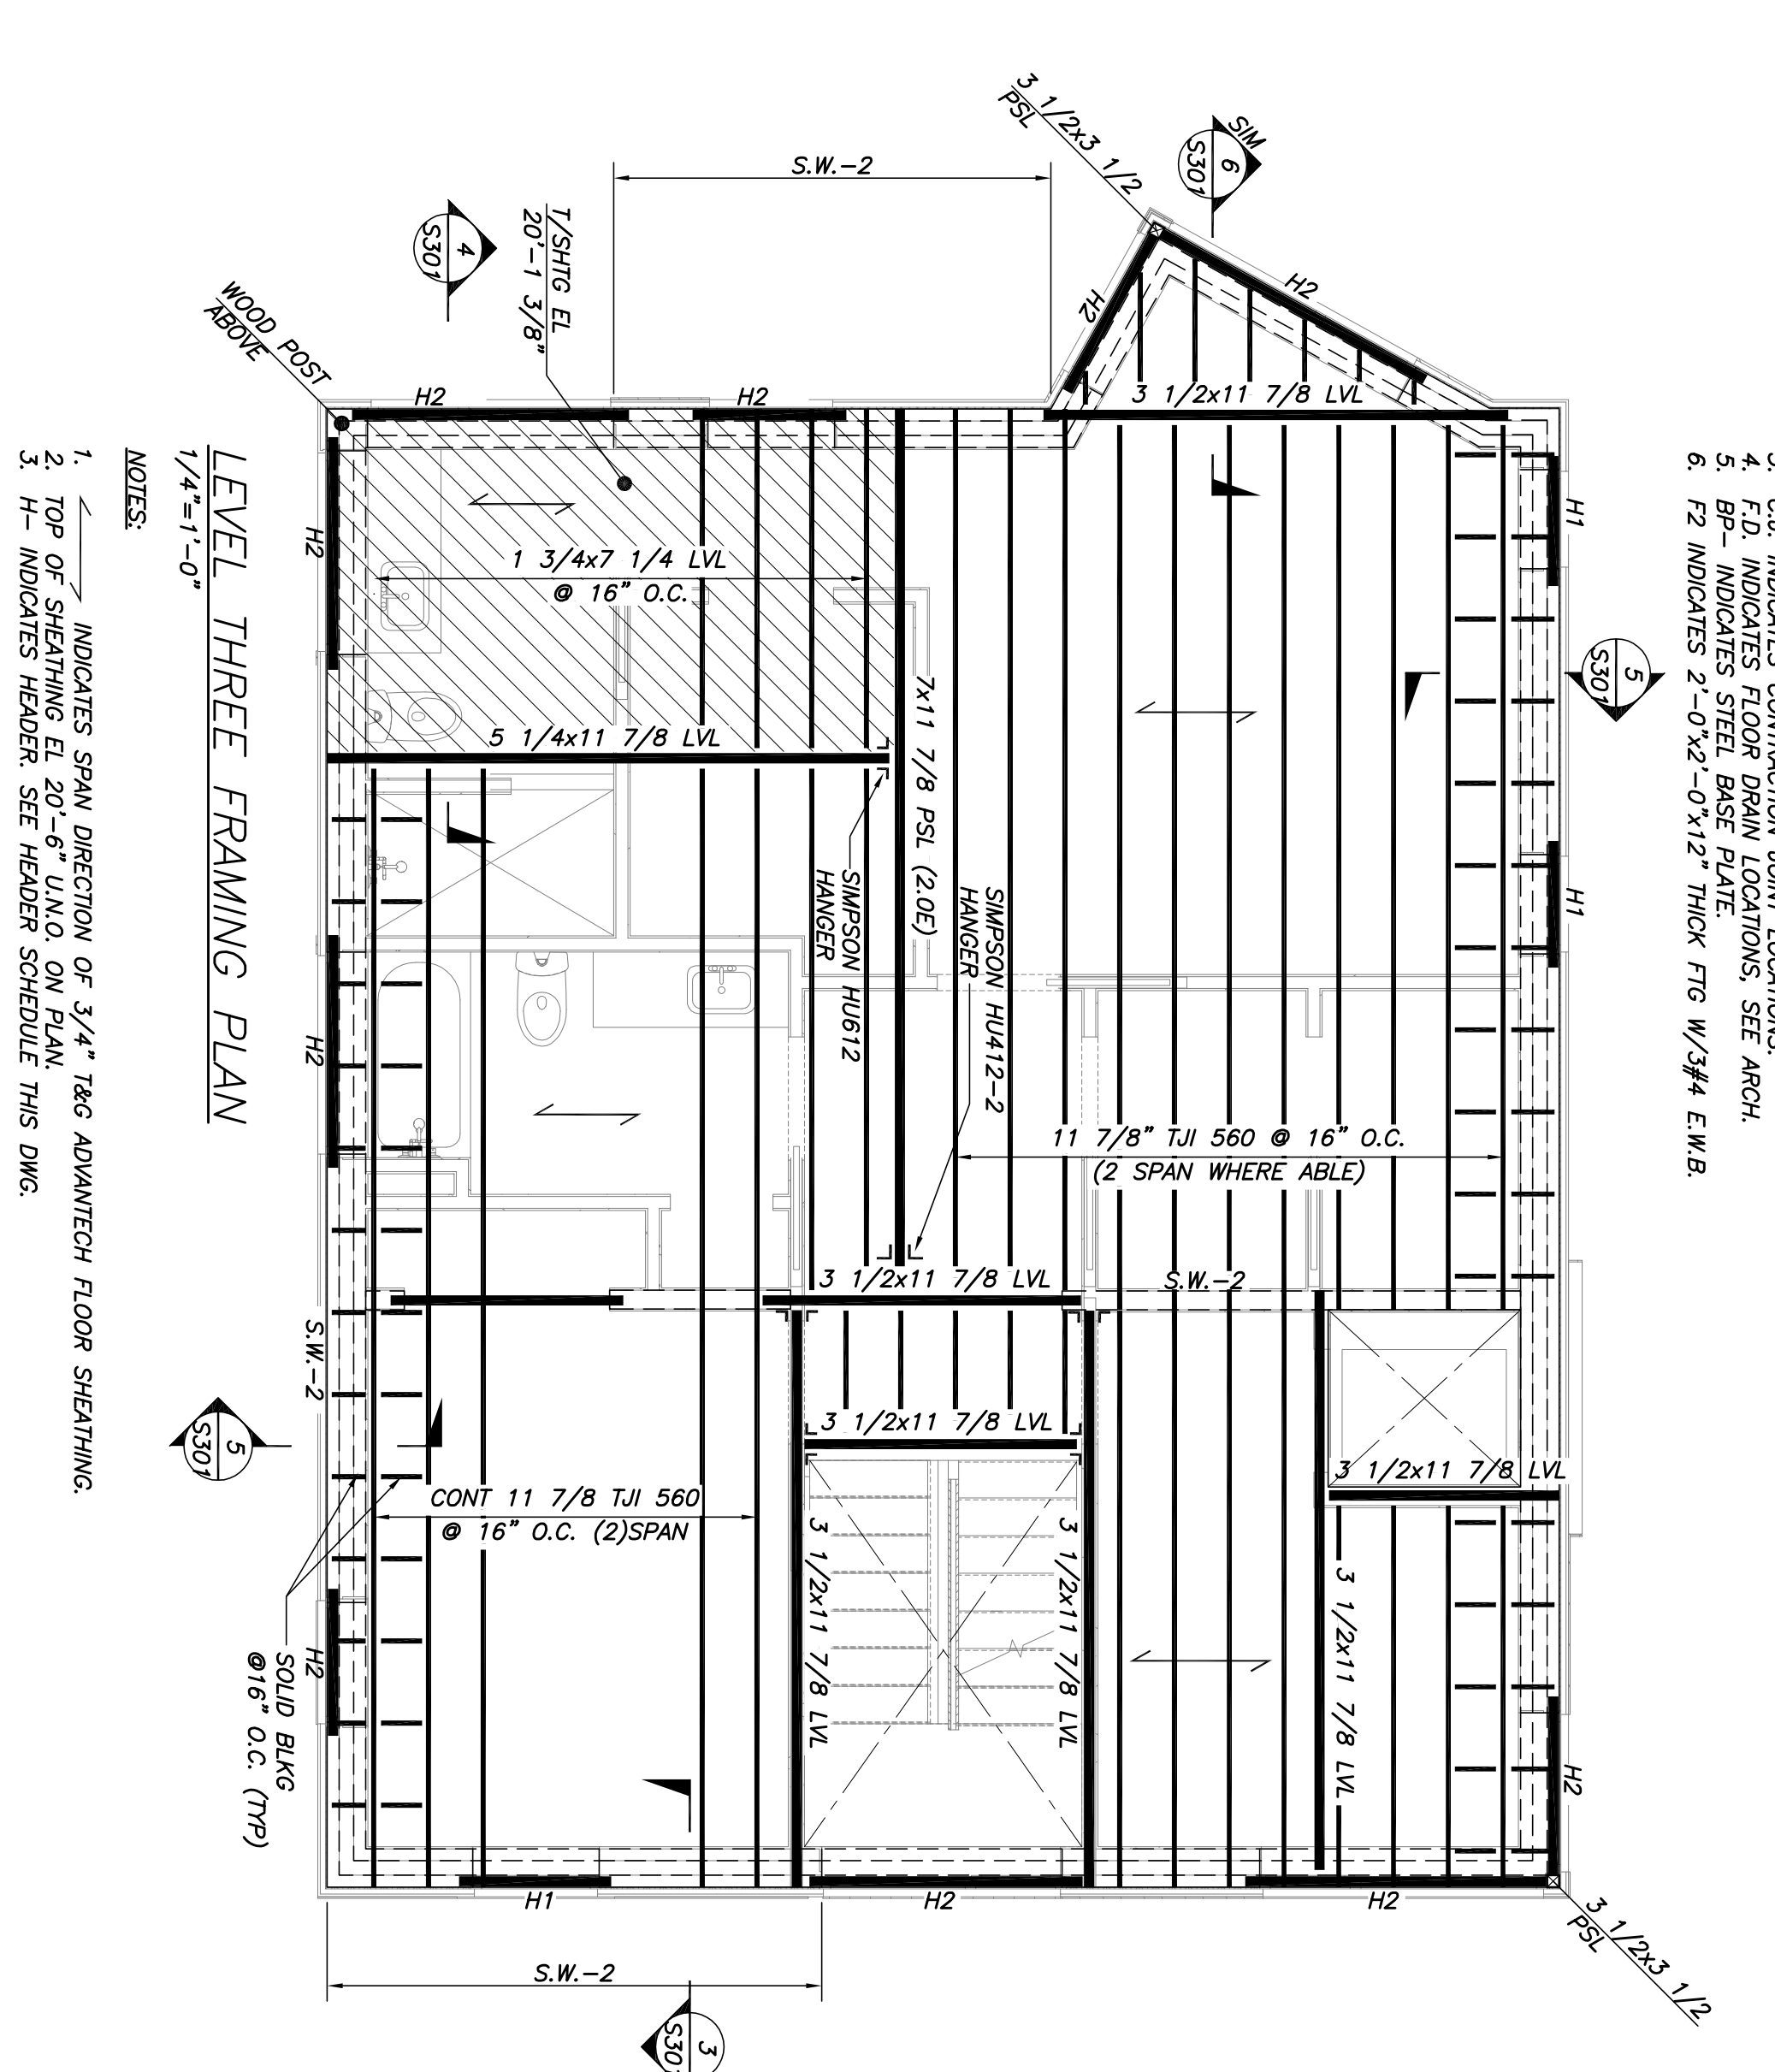 3 1/2x3 1/2
PSL
SIM
6
S301
S.W.-2
T/SHTG EL
20'-1 3/8"
4
S301
WOOD POST
ABOVE
H2
H2
H2
H2
3 1/2x11 7/8 LVL
H1
H1
5
S301
H2
1 3/4x7 1/4 LVL
@ 16" O.C.
5 1/4x11 7/8 LVL
7x11 7/8 PSL (2.0E)
SIMPSON HU612
HANGER
SIMPSON HU412-2
HANGER
H2
11 7/8" TJI 560 @ 16" O.C.
(2 SPAN WHERE ABLE)
3 1/2x11 7/8 LVL
S.W.-2
S.W.-2
3 1/2x11 7/8 LVL
3 1/2x11 7/8 LVL
5
S301
CONT 11 7/8 TJI 560
@ 16" O.C. (2)SPAN
3 1/2x11 7/8 LVL
3 1/2x11 7/8 LVL
3 1/2x11 7/8 LVL
H2
SOLID BLKG
@16" O.C. (TYP)
H2
H1
H2
H2
3 1/2x3 1/2
PSL
S.W.-2
3
LEVEL THREE FRAMING PLAN
1/4"=1'-0"
NOTES:
1. INDICATES SPAN DIRECTION OF 3/4" T&G ADVANTECH FLOOR SHEATHING.
2. TOP OF SHEATHING EL 20'-6" U.N.O. ON PLAN.
3. H- INDICATES HEADER. SEE HEADER SCHEDULE THIS DWG.
INDICATES CONTRACTION JOINT LOCATIONS.
4. F.D. INDICATES FLOOR DRAIN LOCATIONS, SEE ARCH.
5. BP- INDICATES STEEL BASE PLATE.
6. F2 INDICATES 2'-0"x2'-0"x12" THICK FTG W/3#4 E.W.B.